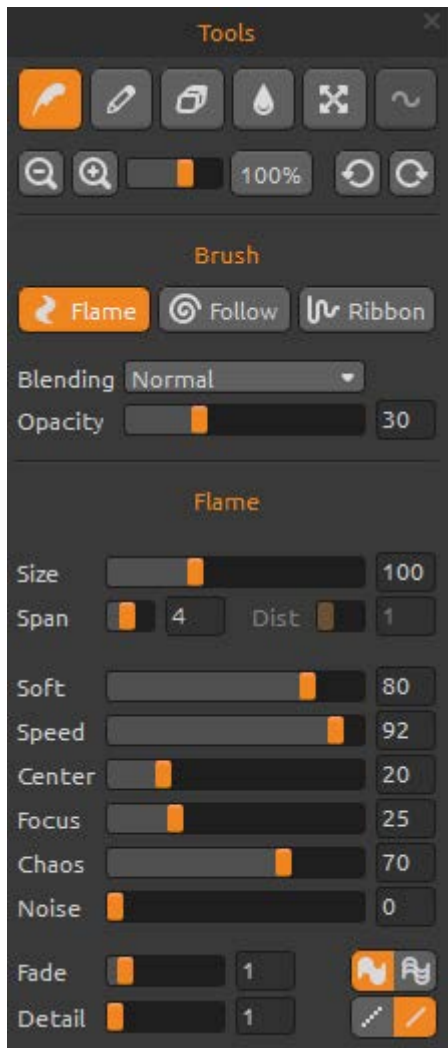 Tools
100%
Brush
Flame Follow Ribbon
Blending Normal
Opacity 30
Flame
Size 100
Span 4 Dist 1
Soft 80
Speed 92
Center 20
Focus 25
Chaos 70
Noise 0
Fade 1
Detail 1